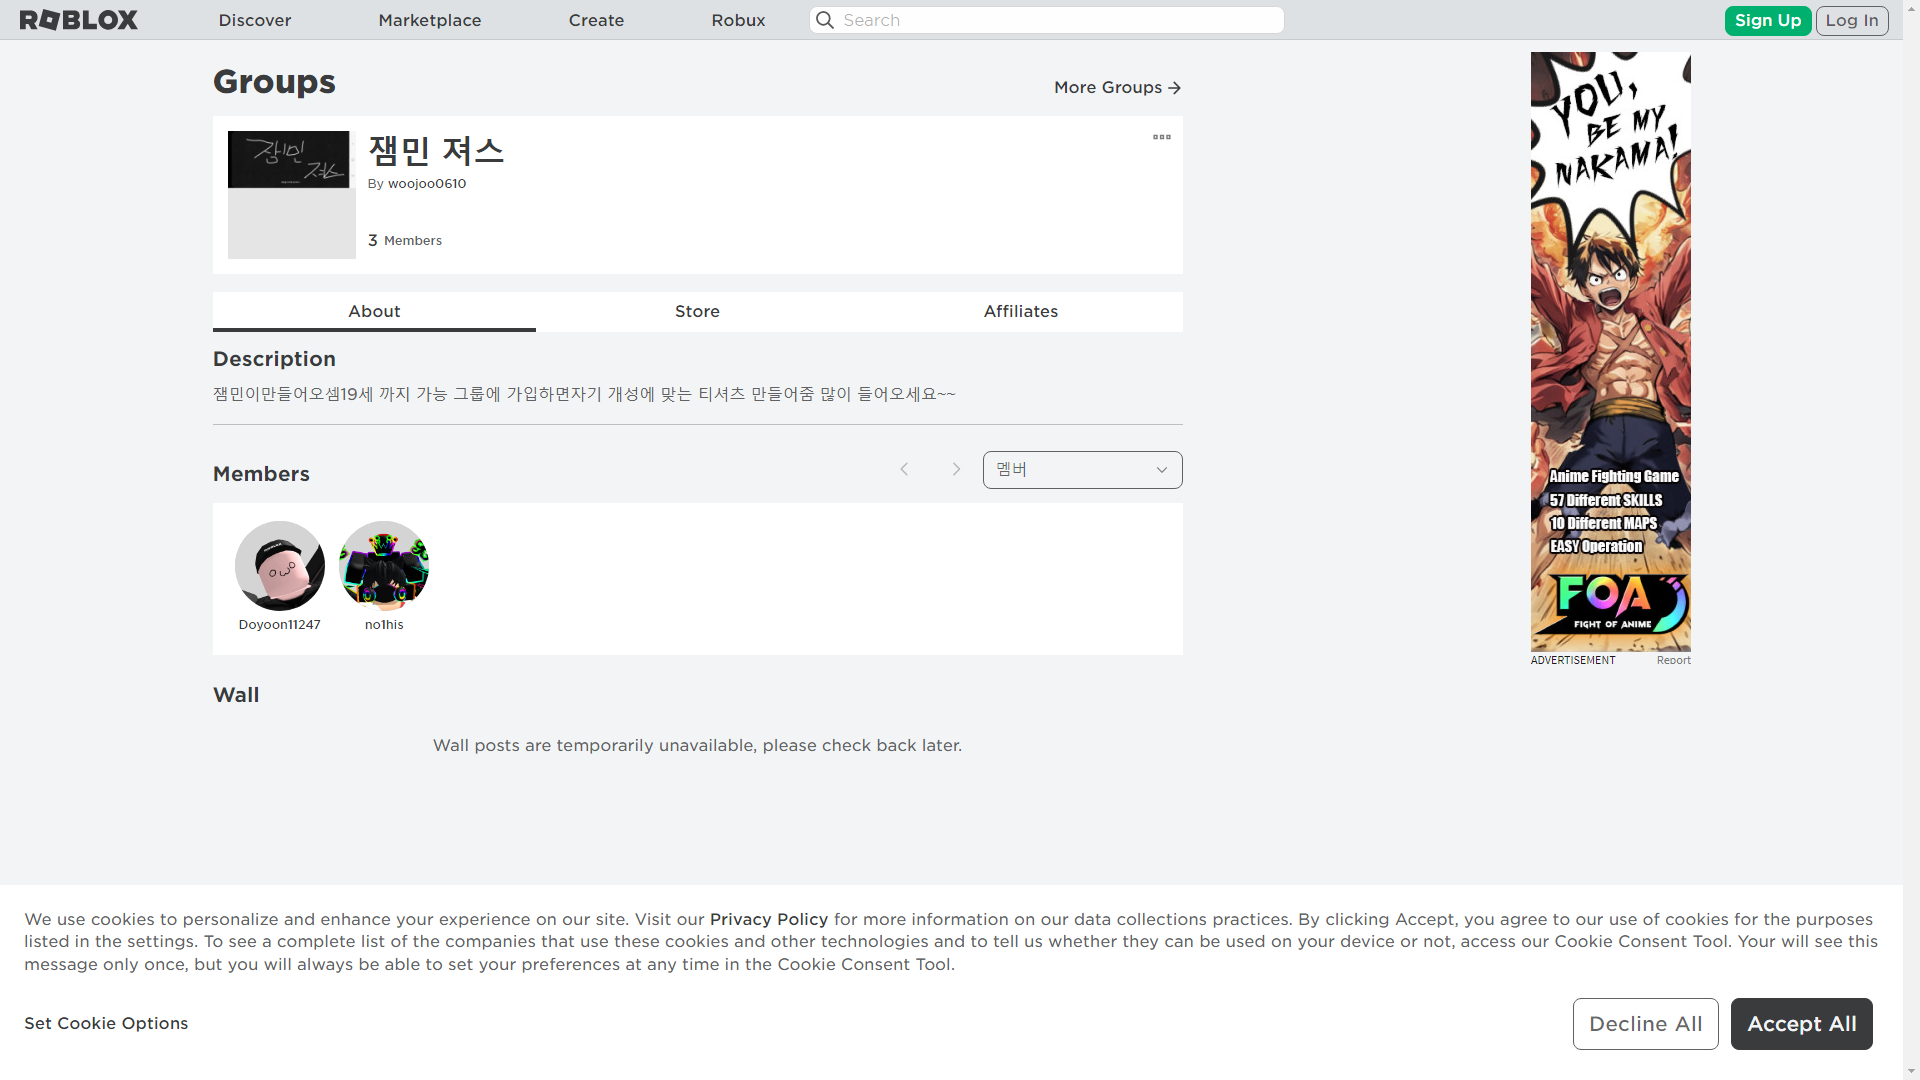 ROBLOX
Discover
Marketplace
Create
Robux
Search
Sign Up
Log In
Groups
More Groups
잼민 져스
잼민 져스
By woojoo0610
3 Members
About
Store
Affiliates
Description
잼민이만들어오셈19세 까지 가능 그룹에 가입하면자기 개성에 맞는 티셔츠 만들어줌 많이 들어오세요~~
Members
멤버
Doyoon11247
no1his
Wall
Wall posts are temporarily unavailable, please check back later.
YOU,
BE MY
NAKAMA!
Anime Fighting Game
57 Different SKILLS
10 Different MAPS
EASY Operation
FOA
FIGHT OF ANIME
ADVERTISEMENT
Report
We use cookies to personalize and enhance your experience on our site. Visit our Privacy Policy for more information on our data collections practices. By clicking Accept, you agree to our use of cookies for the purposes
listed in the settings. To see a complete list of the companies that use these cookies and other technologies and to tell us whether they can be used on your device or not, access our Cookie Consent Tool. Your will see this
message only once, but you will always be able to set your preferences at any time in the Cookie Consent Tool.
Set Cookie Options
Decline All
Accept All